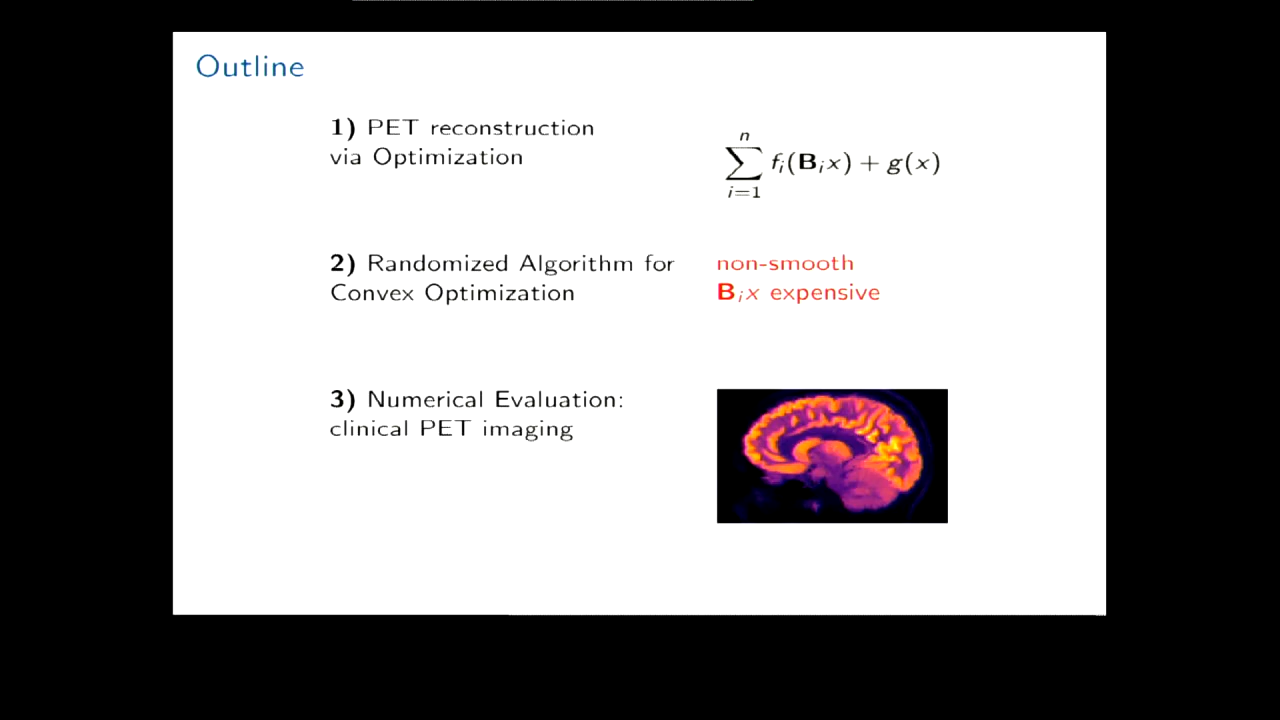 Outline
1) PET reconstruction
via Optimization
n
∑ fᵢ(Bᵢx) + g(x)
i=1
2) Randomized Algorithm for
Convex Optimization
non-smooth
Bᵢx expensive
3) Numerical Evaluation:
clinical PET imaging